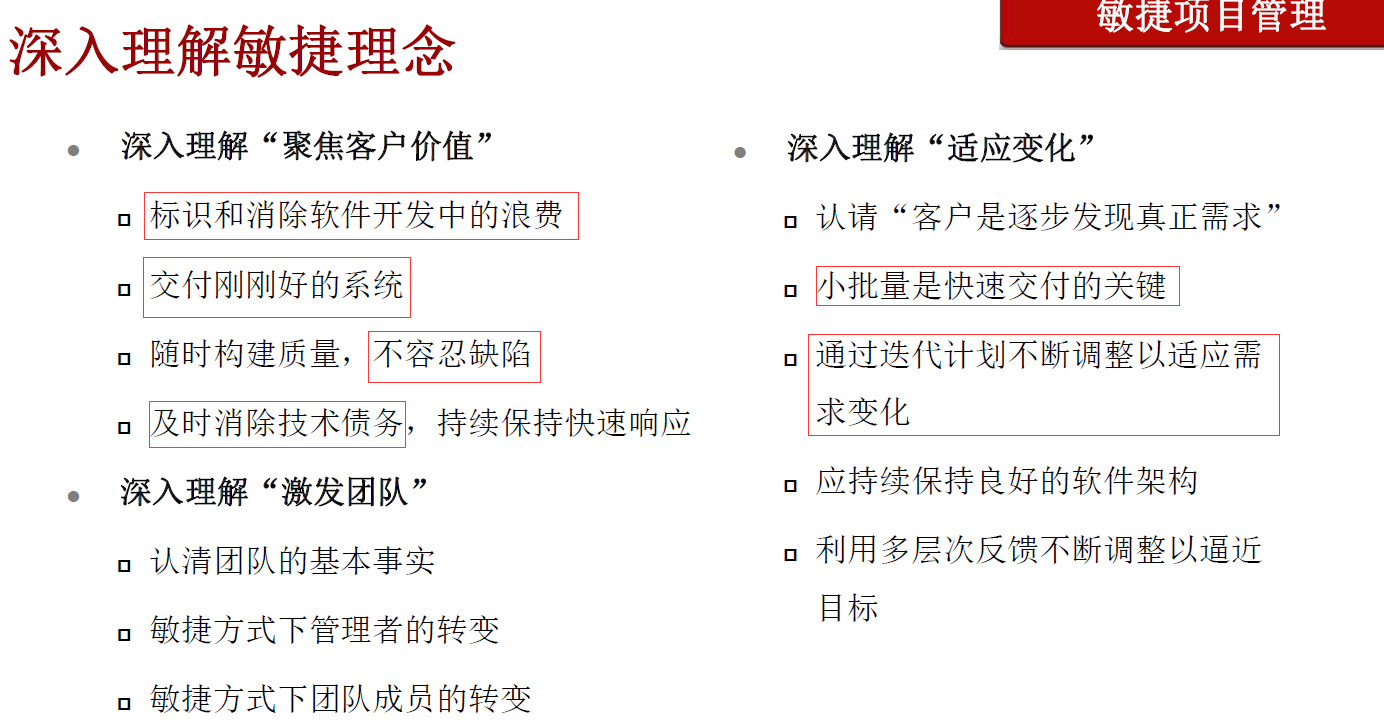 敏捷项目管理
深入理解敏捷理念
深入理解“聚焦客户价值”
标识和消除软件开发中的浪费
交付刚刚好的系统
随时构建质量，不容忍缺陷
及时消除技术债务，持续保持快速响应
深入理解“激发团队”
认清团队的基本事实
敏捷方式下管理者的转变
敏捷方式下团队成员的转变
深入理解“适应变化”
认请“客户是逐步发现真正需求”
小批量是快速交付的关键
通过迭代计划不断调整以适应需
求变化
应持续保持良好的软件架构
利用多层次反馈不断调整以逼近
目标